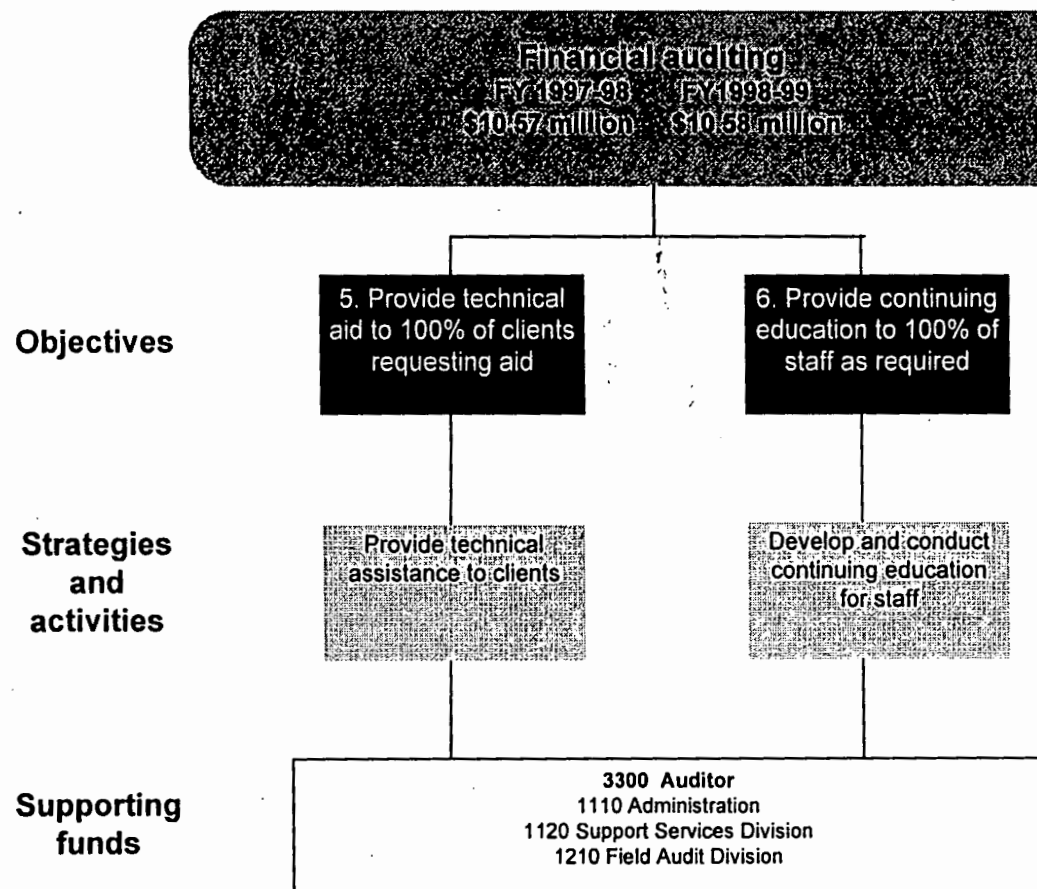 Financial auditing
FY 1997-98 FY 1998-99
$10.57 million $10.58 million
Objectives
5. Provide technical
aid to 100% of clients
requesting aid
6. Provide continuing
education to 100% of
staff as required
Strategies
and
activities
Provide technical
assistance to clients
Develop and conduct
continuing education
for staff
Supporting
funds
3300 Auditor
1110 Administration
1120 Support Services Division
1210 Field Audit Division